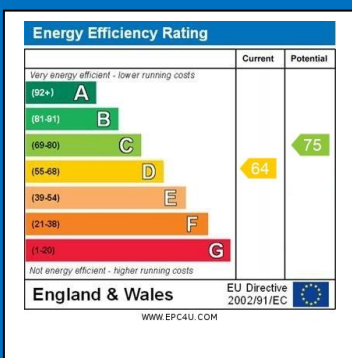 Energy Efficiency Rating
Current Potential
Very energy efficient - lower running costs
(92+) A
(81-91) B
(69-80) C 75
(55-68) D 64
(39-54) E
(21-38) F
(1-20) G
Not energy efficient - higher running costs
England & Wales EU Directive
2002/91/EC
WWW.EPC4U.COM